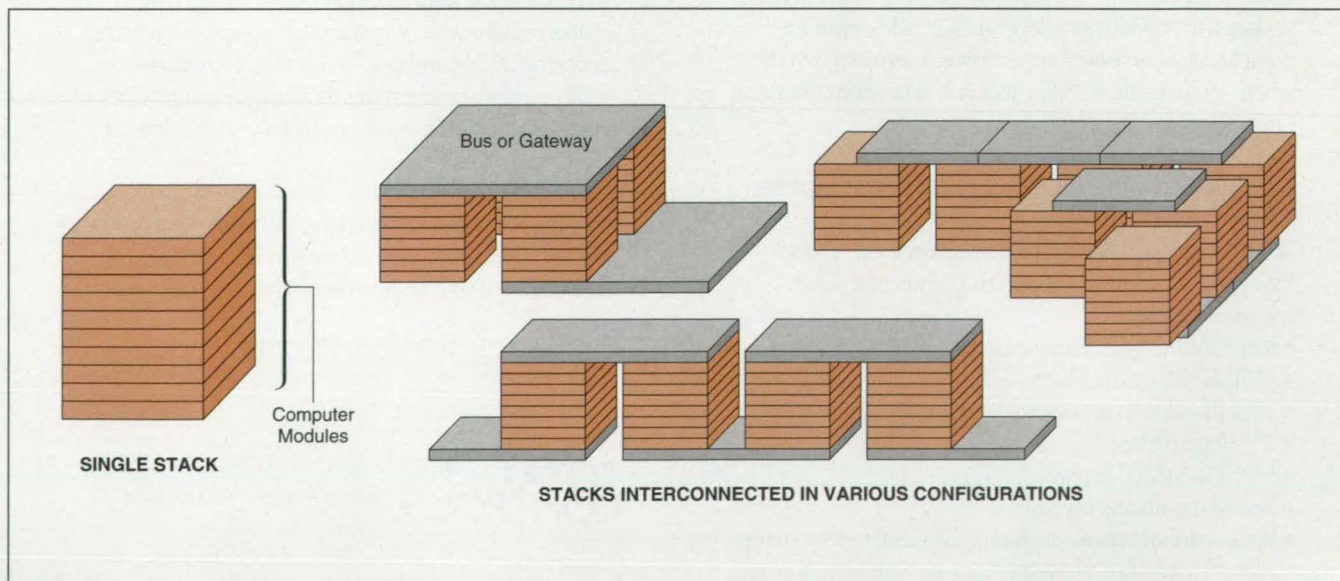 Bus or Gateway
Computer
Modules
SINGLE STACK
STACKS INTERCONNECTED IN VARIOUS CONFIGURATIONS